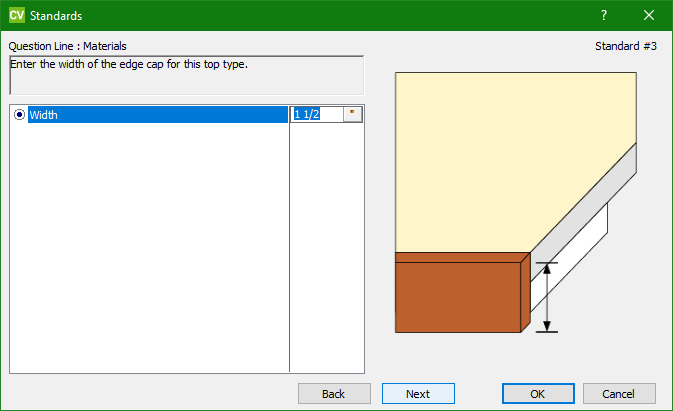 CV Standards ?
Question Line : Materials
Standard #3
Enter the width of the edge cap for this top type.
Width 1 1/2 "
Back Next OK Cancel